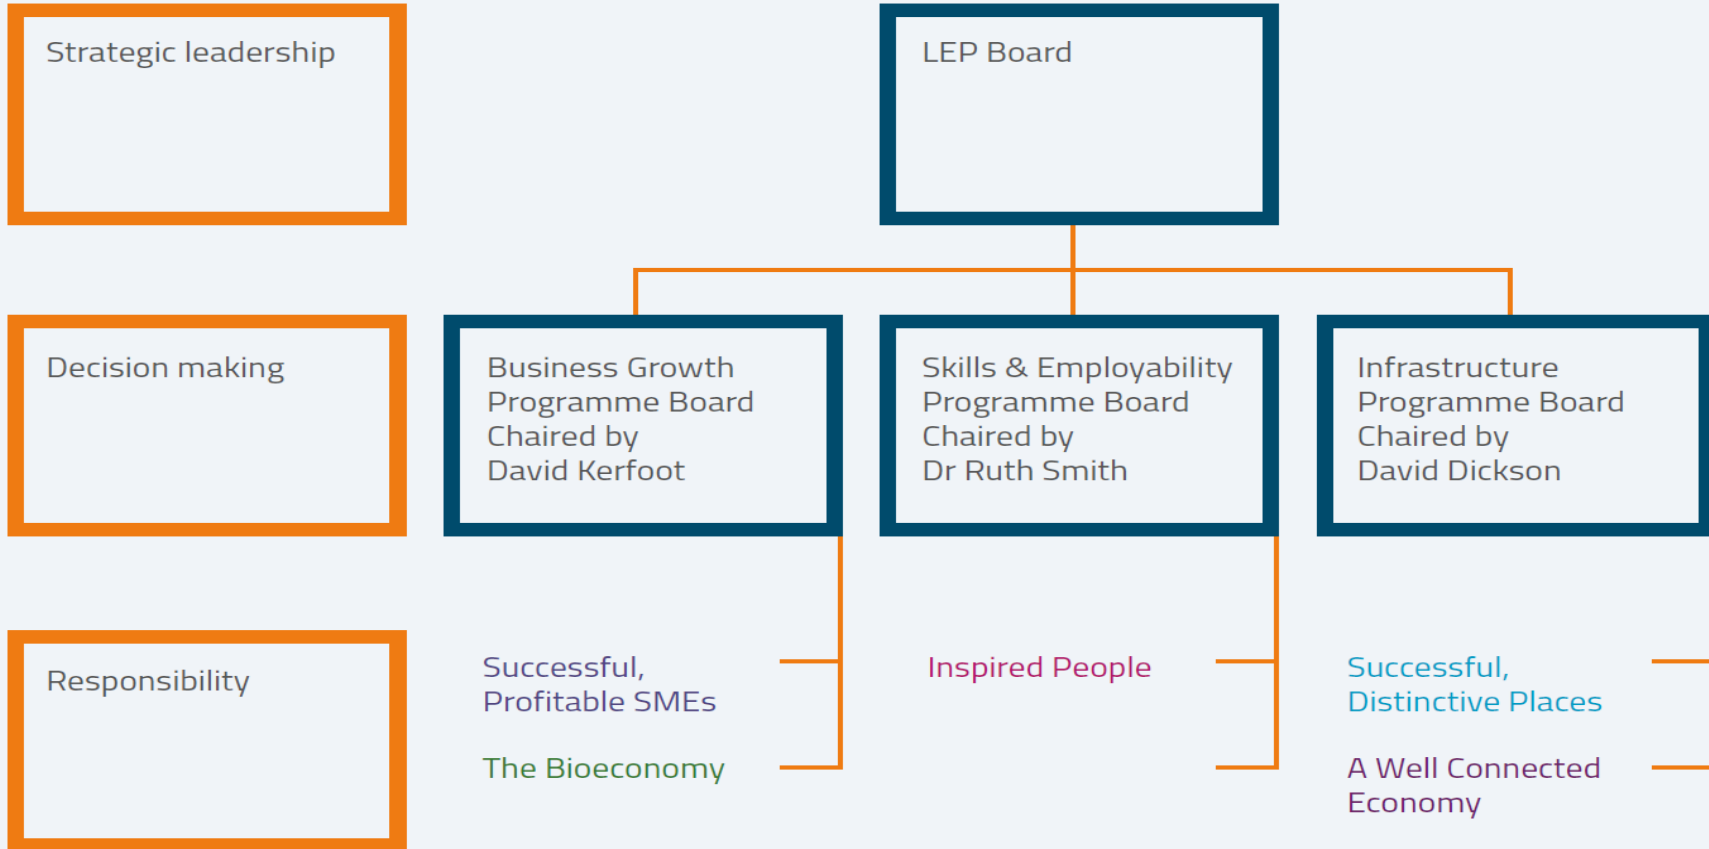 Strategic leadership
LEP Board
Decision making
Business Growth
Programme Board
Chaired by
David Kerfoot
Skills & Employability
Programme Board
Chaired by
Dr Ruth Smith
Infrastructure
Programme Board
Chaired by
David Dickson
Responsibility
Successful,
Profitable SMEs
The Bioeconomy
Inspired People
Successful,
Distinctive Places
A Well Connected
Economy